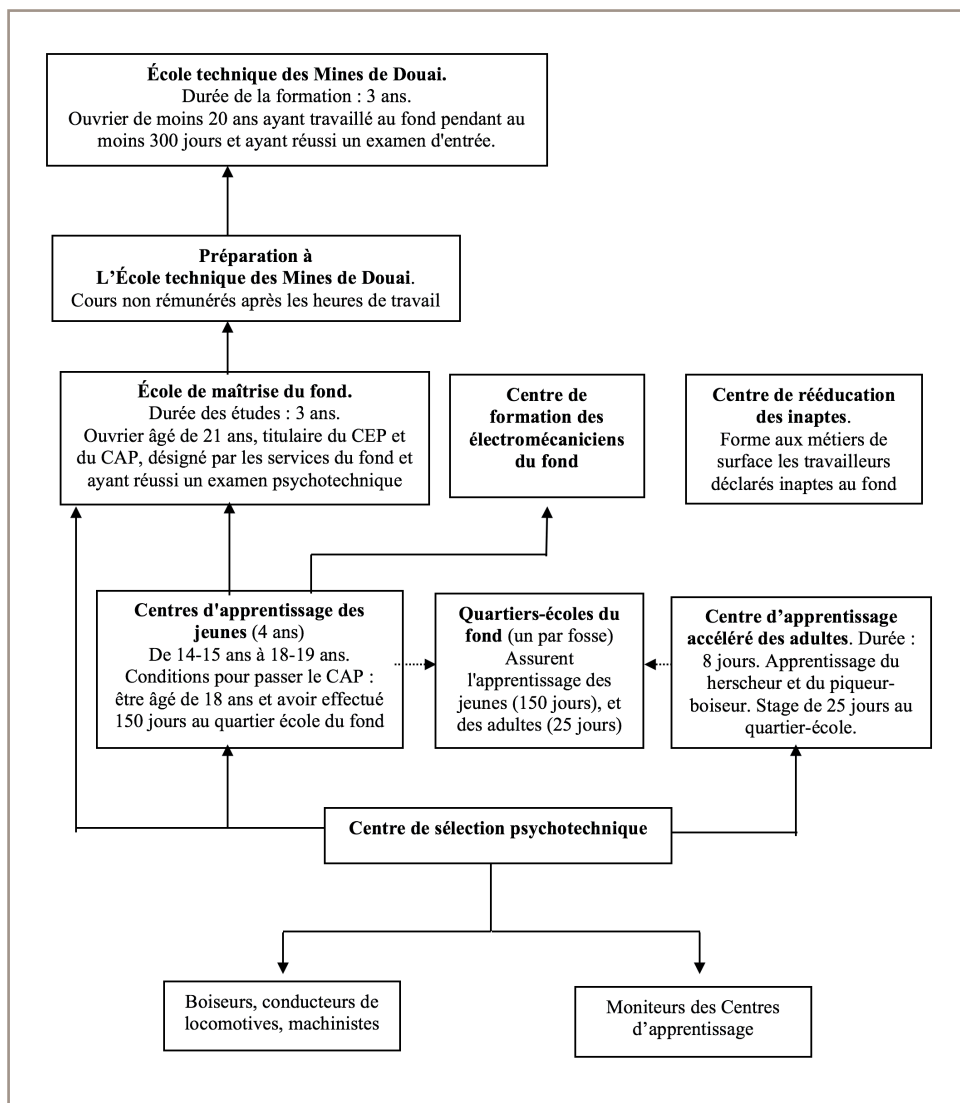 École technique des Mines de Douai.
Durée de la formation : 3 ans.
Ouvrier de moins 20 ans ayant travaillé au fond pendant au
moins 300 jours et ayant réussi un examen d'entrée.
Préparation à
L'École technique des Mines de Douai.
Cours non rémunérés après les heures de travail
École de maîtrise du fond.
Durée des études : 3 ans.
Ouvrier âgé de 21 ans, titulaire du CEP et
du CAP, désigné par les services du fond et
ayant réussi un examen psychotechnique
Centre de
formation des
électromécaniciens
du fond
Centre de rééducation
des inaptes.
Forme aux métiers de
surface les travailleurs
déclarés inaptes au fond
Centres d'apprentissage des
jeunes (4 ans)
De 14-15 ans à 18-19 ans.
Conditions pour passer le CAP :
être âgé de 18 ans et avoir effectué
150 jours au quartier école du fond
Quartiers-écoles du
fond (un par fosse)
Assurent
l'apprentissage des
jeunes (150 jours), et
des adultes (25 jours)
Centre d'apprentissage
accéléré des adultes. Durée :
8 jours. Apprentissage du
herscheur et du piqueur-
boiseur. Stage de 25 jours au
quartier-école.
Centre de sélection psychotechnique
Boiseurs, conducteurs de
locomotives, machinistes
Moniteurs des Centres
d'apprentissage